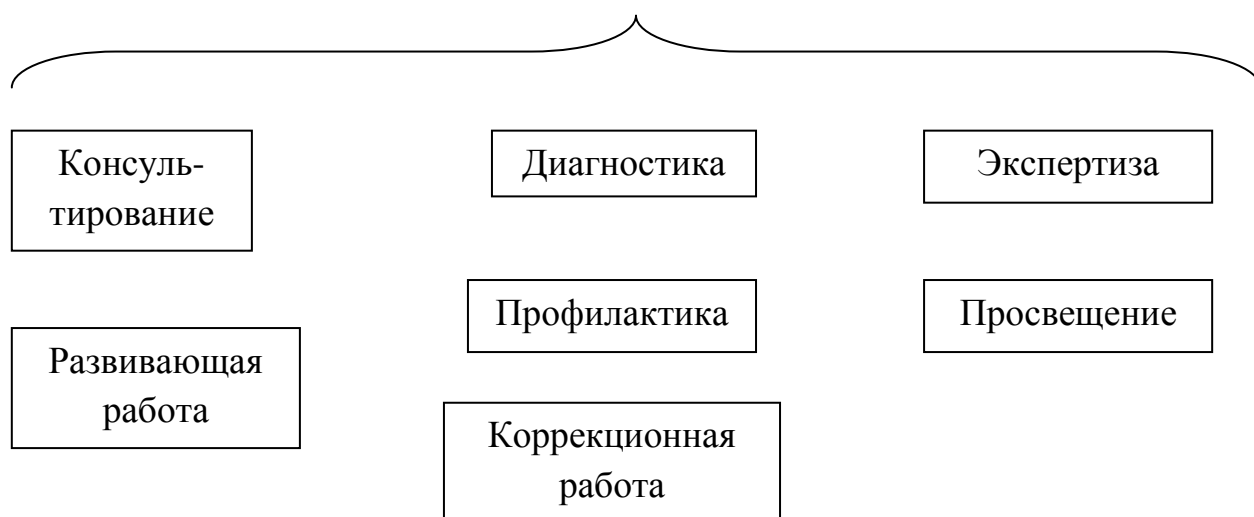 Консуль-
тирование
Диагностика
Экспертиза
Профилактика
Просвещение
Развивающая
работа
Коррекционная
работа